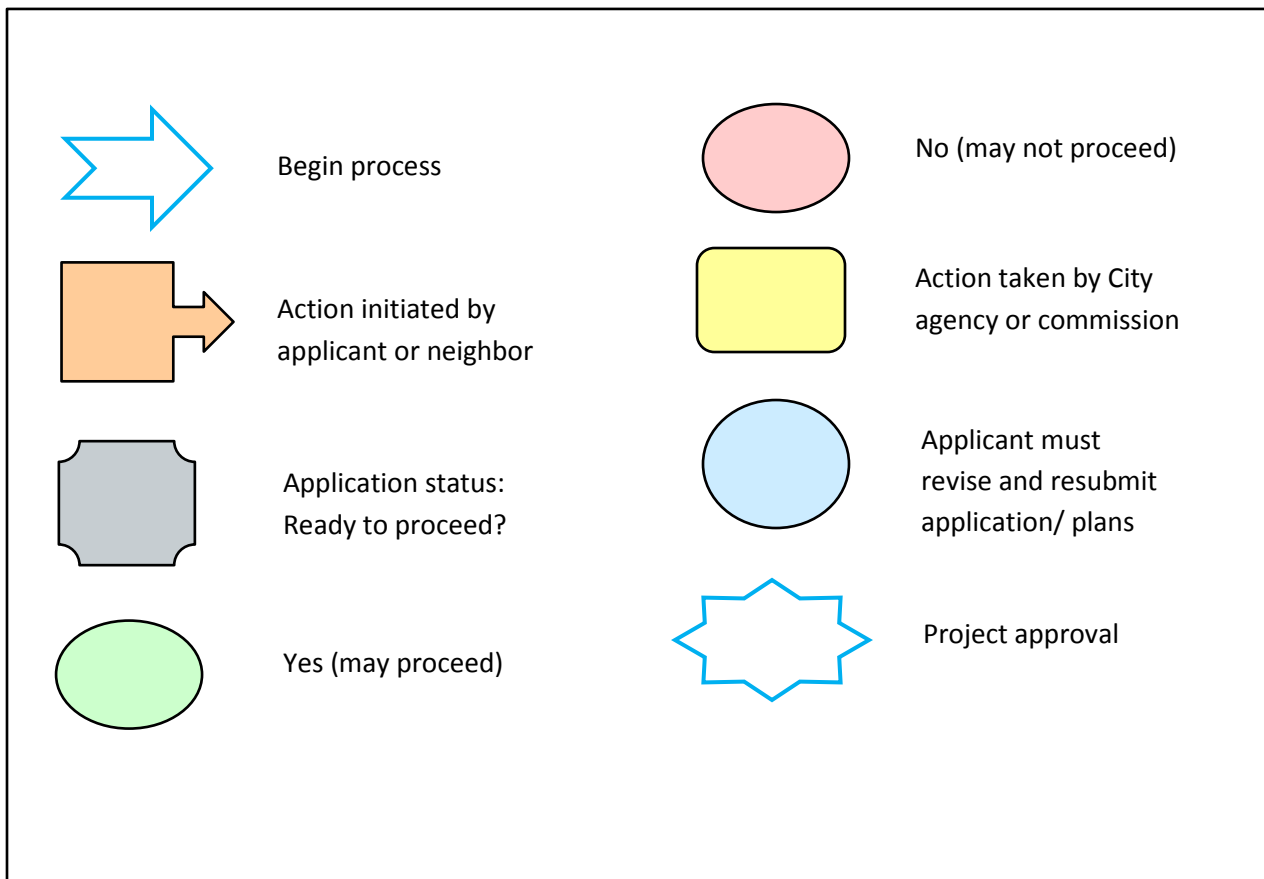 Begin process
Action initiated by
applicant or neighbor
Application status:
Ready to proceed?
Yes (may proceed)
No (may not proceed)
Action taken by City
agency or commission
Applicant must
revise and resubmit
application/ plans
Project approval